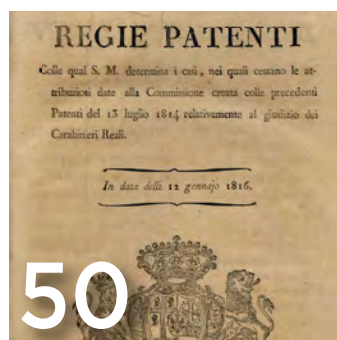 REGIE PATENTI
Colle qual S. M. determina i casi, nei quali cessano le at-
tribuzioni date alla Commissione creata colle precedenti
Patenti del 13 luglio 1814 relativamente al giudizio dei
Carabinieri Reali.
In data delli 12 gennajo 1816.
50